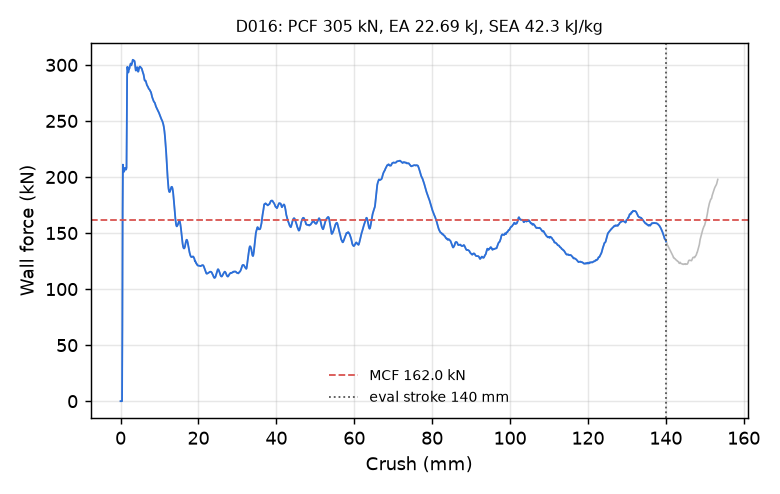 D016: PCF 305 kN, EA 22.69 kJ, SEA 42.3 kJ/kg
Wall force (kN)
300
250
200
150
100
50
0
MCF 162.0 kN
eval stroke 140 mm
0 20 40 60 80 100 120 140 160
Crush (mm)